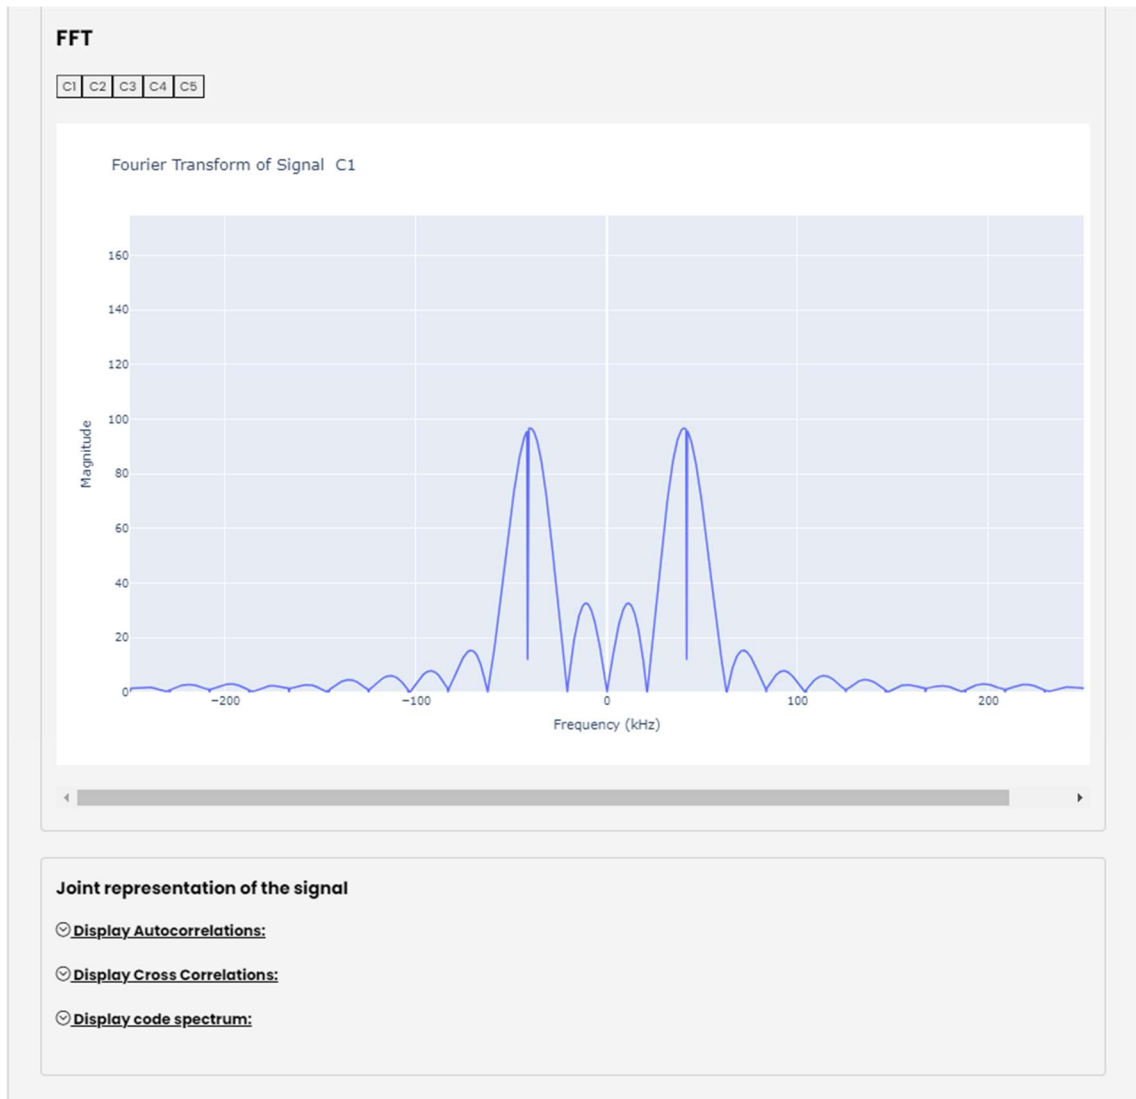 FFT
C1 C2 C3 C4 C5
Fourier Transform of Signal C1
160
140
120
100
80
60
40
20
0
Magnitude
−200 −100 0 100 200
Frequency (kHz)
Joint representation of the signal
Display Autocorrelations:
Display Cross Correlations:
Display code spectrum: